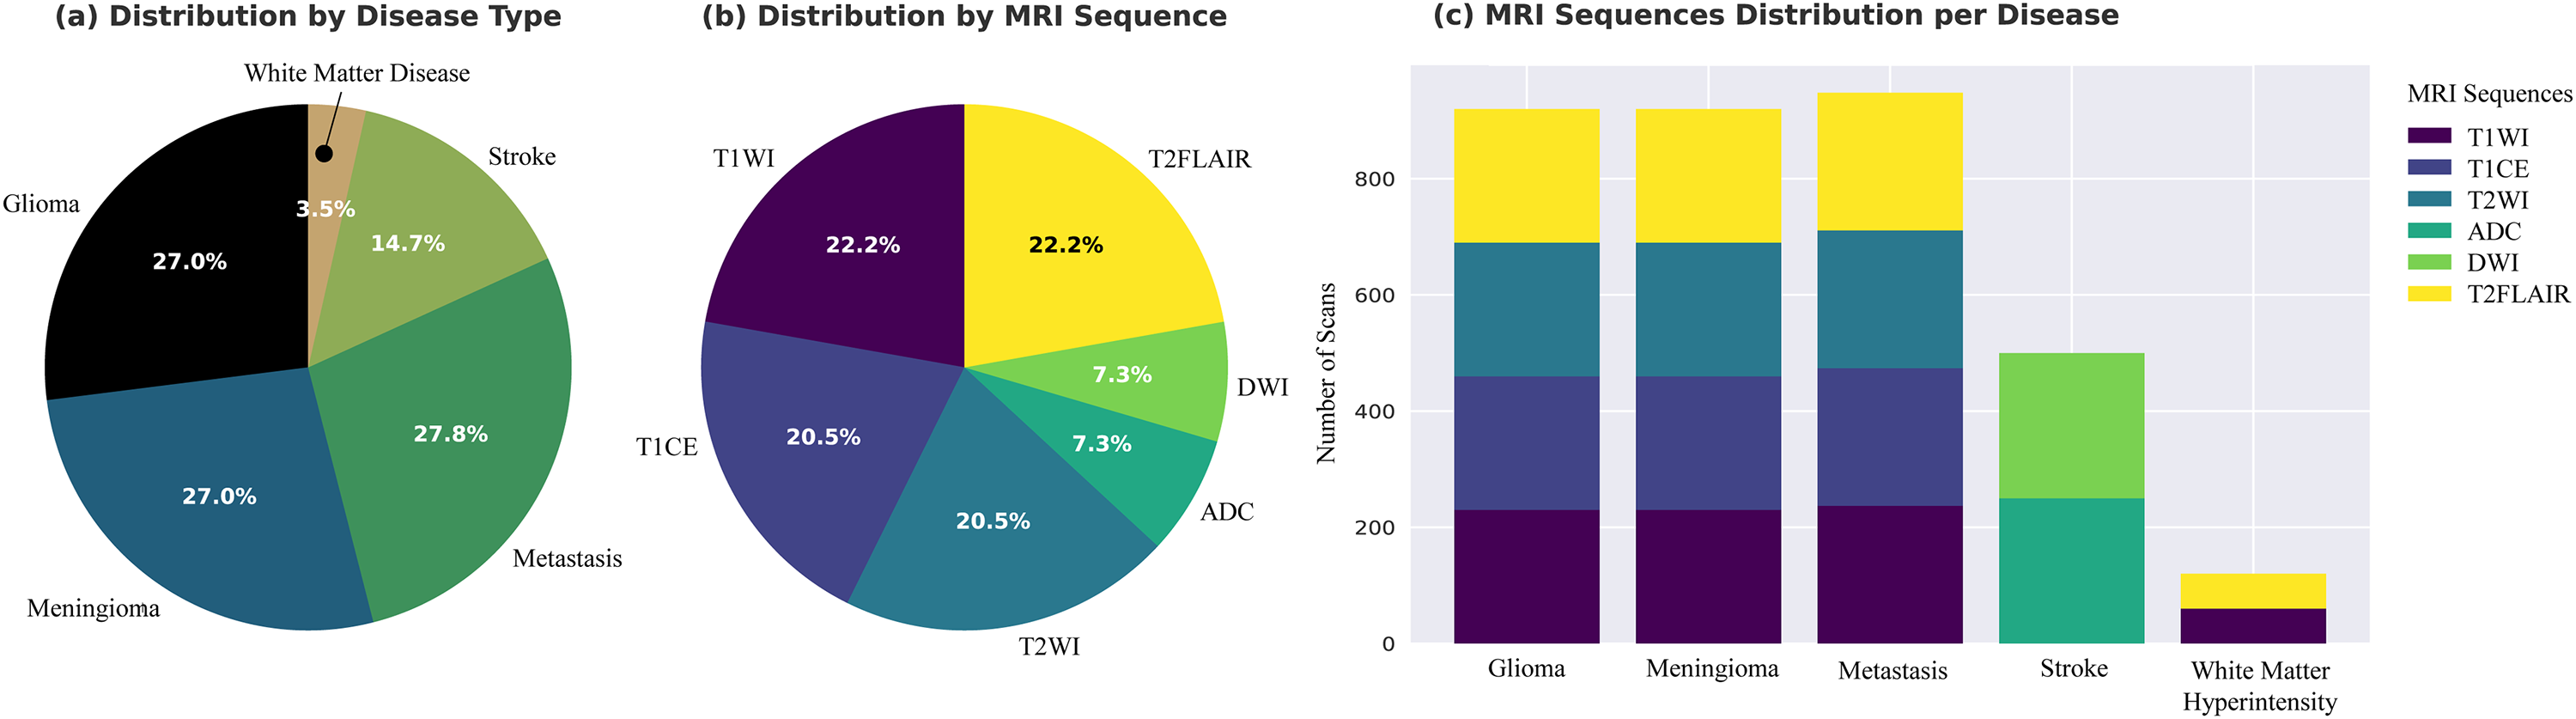 (a) Distribution by Disease Type
White Matter Disease
Stroke
Glioma
3.5%
14.7%
27.0%
27.8%
27.0%
Metastasis
Meningioma
(b) Distribution by MRI Sequence
T1WI
T2FLAIR
22.2%
22.2%
7.3%
DWI
20.5%
7.3%
T1CE
ADC
20.5%
T2WI
(c) MRI Sequences Distribution per Disease
Number of Scans
800
600
400
200
0
Glioma
Meningioma
Metastasis
Stroke
White Matter
Hyperintensity
MRI Sequences
T1WI
T1CE
T2WI
ADC
DWI
T2FLAIR